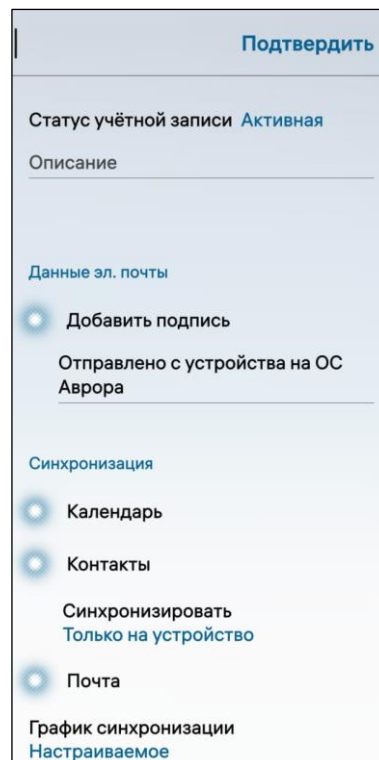 Подтвердить
Статус учётной записи Активная
Описание
Данные эл. почты
Добавить подпись
Отправлено с устройства на ОС
Аврора
Синхронизация
Календарь
Контакты
Синхронизировать
Только на устройство
Почта
График синхронизации
Настраиваемое